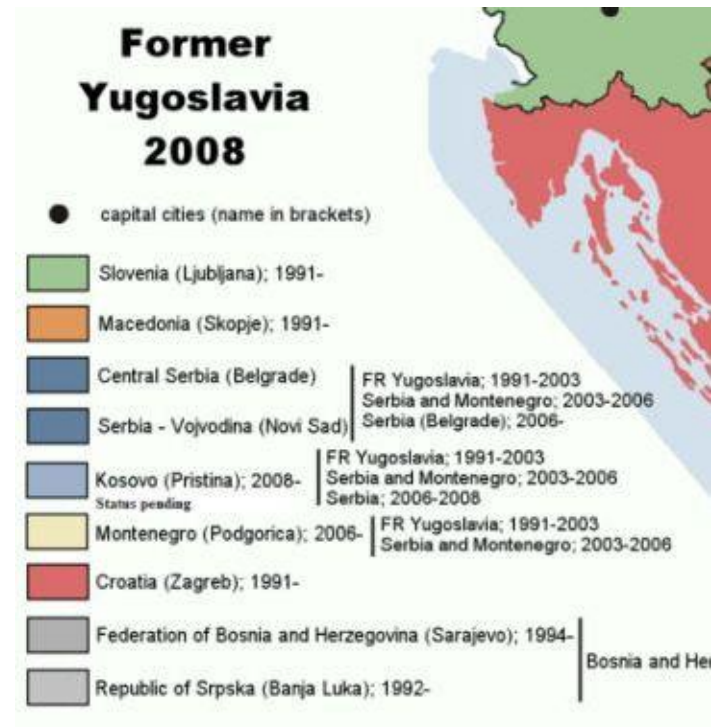 Former
Yugoslavia
2008
capital cities (name in brackets)
Slovenia (Ljubljana); 1991-
Macedonia (Skopje); 1991-
Central Serbia (Belgrade)
Serbia - Vojvodina (Novi Sad)
FR Yugoslavia; 1991-2003
Serbia and Montenegro; 2003-2006
Serbia (Belgrade); 2006-
Kosovo (Pristina); 2008-
Status pending
FR Yugoslavia; 1991-2003
Serbia and Montenegro; 2003-2006
Serbia; 2006-2008
Montenegro (Podgorica); 2006-
FR Yugoslavia; 1991-2003
Serbia and Montenegro; 2003-2006
Croatia (Zagreb); 1991-
Federation of Bosnia and Herzegovina (Sarajevo); 1994-
Republic of Srpska (Banja Luka); 1992-
Bosnia and Her